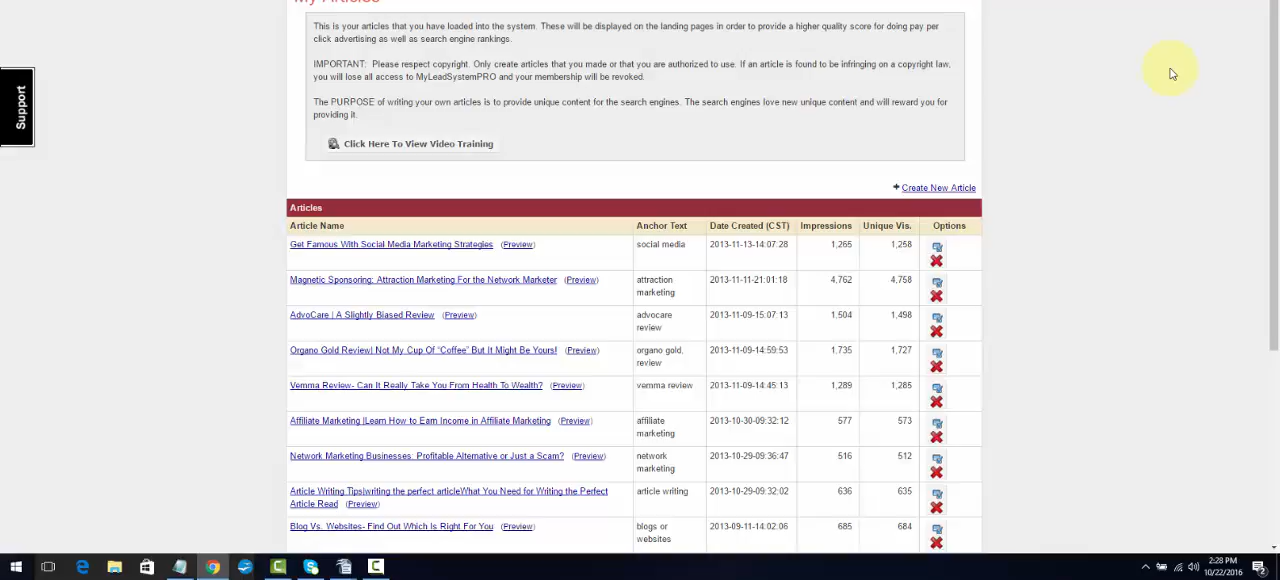 My Articles
This is your articles that you have loaded into the system. These will be displayed on the landing pages in order to provide a higher quality score for doing pay per
click advertising as well as search engine rankings.
IMPORTANT: Please respect copyright. Only create articles that you made or that you are authorized to use. If an article is found to be infringing on a copyright law,
you will lose all access to MyLeadSystemPRO and your membership will be revoked.
The PURPOSE of writing your own articles is to provide unique content for the search engines. The search engines love new unique content and will reward you for
providing it.
Support
Click Here To View Video Training
Create New Article
Articles
Article Name Anchor Text Date Created (CST) Impressions Unique Vis. Options
Get Famous With Social Media Marketing Strategies (Preview) social media 2013-11-13-14:07:28 1,265 1,258
Magnetic Sponsoring: Attraction Marketing For the Network Marketer (Preview) attraction 2013-11-11-21:01:18 4,762 4,758
marketing
AdvoCare | A Slightly Biased Review (Preview) advocare 2013-11-09-15:07:13 1,504 1,498
review
Organo Gold Review| Not My Cup Of "Coffee" But It Might Be Yours! (Preview) organo gold, 2013-11-09-14:59:53 1,735 1,727
review
Vemma Review- Can It Really Take You From Health To Wealth? (Preview) vemma review 2013-11-09-14:45:13 1,289 1,285
Affiliate Marketing |Learn How to Earn Income in Affiliate Marketing (Preview) affiliate 2013-10-30-09:32:12 577 573
marketing
Network Marketing Businesses: Profitable Alternative or Just a Scam? (Preview) network 2013-10-29-09:36:47 516 512
marketing
Article Writing Tips|writing the perfect articleWhat You Need for Writing the Perfect article writing 2013-10-29-09:32:02 636 635
Article Read (Preview)
Blog Vs. Websites- Find Out Which Is Right For You (Preview) blogs or 2013-09-11-14:02:06 685 684
websites
2:28 PM
10/22/2016